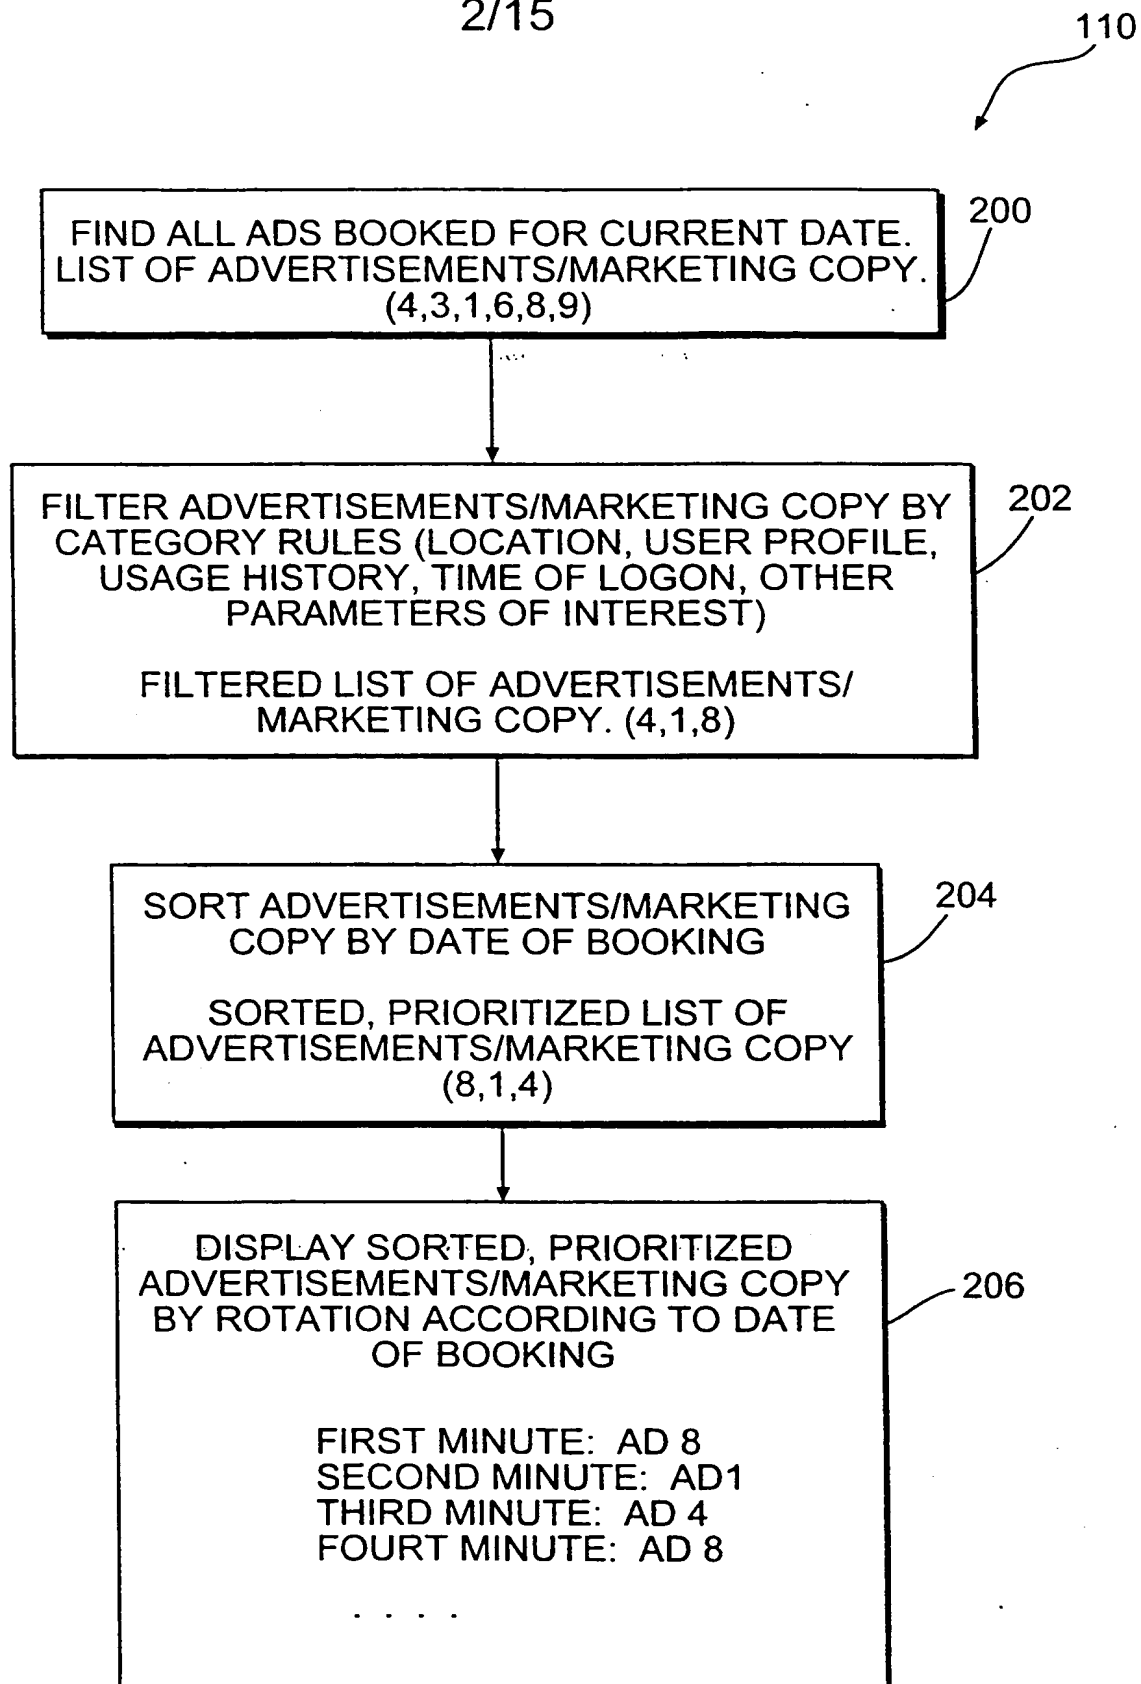 2/15
110
200
FIND ALL ADS BOOKED FOR CURRENT DATE.
LIST OF ADVERTISEMENTS/MARKETING COPY.
(4,3,1,6,8,9)
202
FILTER ADVERTISEMENTS/MARKETING COPY BY
CATEGORY RULES (LOCATION, USER PROFILE,
USAGE HISTORY, TIME OF LOGON, OTHER
PARAMETERS OF INTEREST)
FILTERED LIST OF ADVERTISEMENTS/
MARKETING COPY. (4,1,8)
204
SORT ADVERTISEMENTS/MARKETING
COPY BY DATE OF BOOKING
SORTED, PRIORITIZED LIST OF
ADVERTISEMENTS/MARKETING COPY
(8,1,4)
206
DISPLAY SORTED, PRIORITIZED
ADVERTISEMENTS/MARKETING COPY
BY ROTATION ACCORDING TO DATE
OF BOOKING
FIRST MINUTE: AD 8
SECOND MINUTE: AD1
THIRD MINUTE: AD 4
FOURT MINUTE: AD 8
. . . .